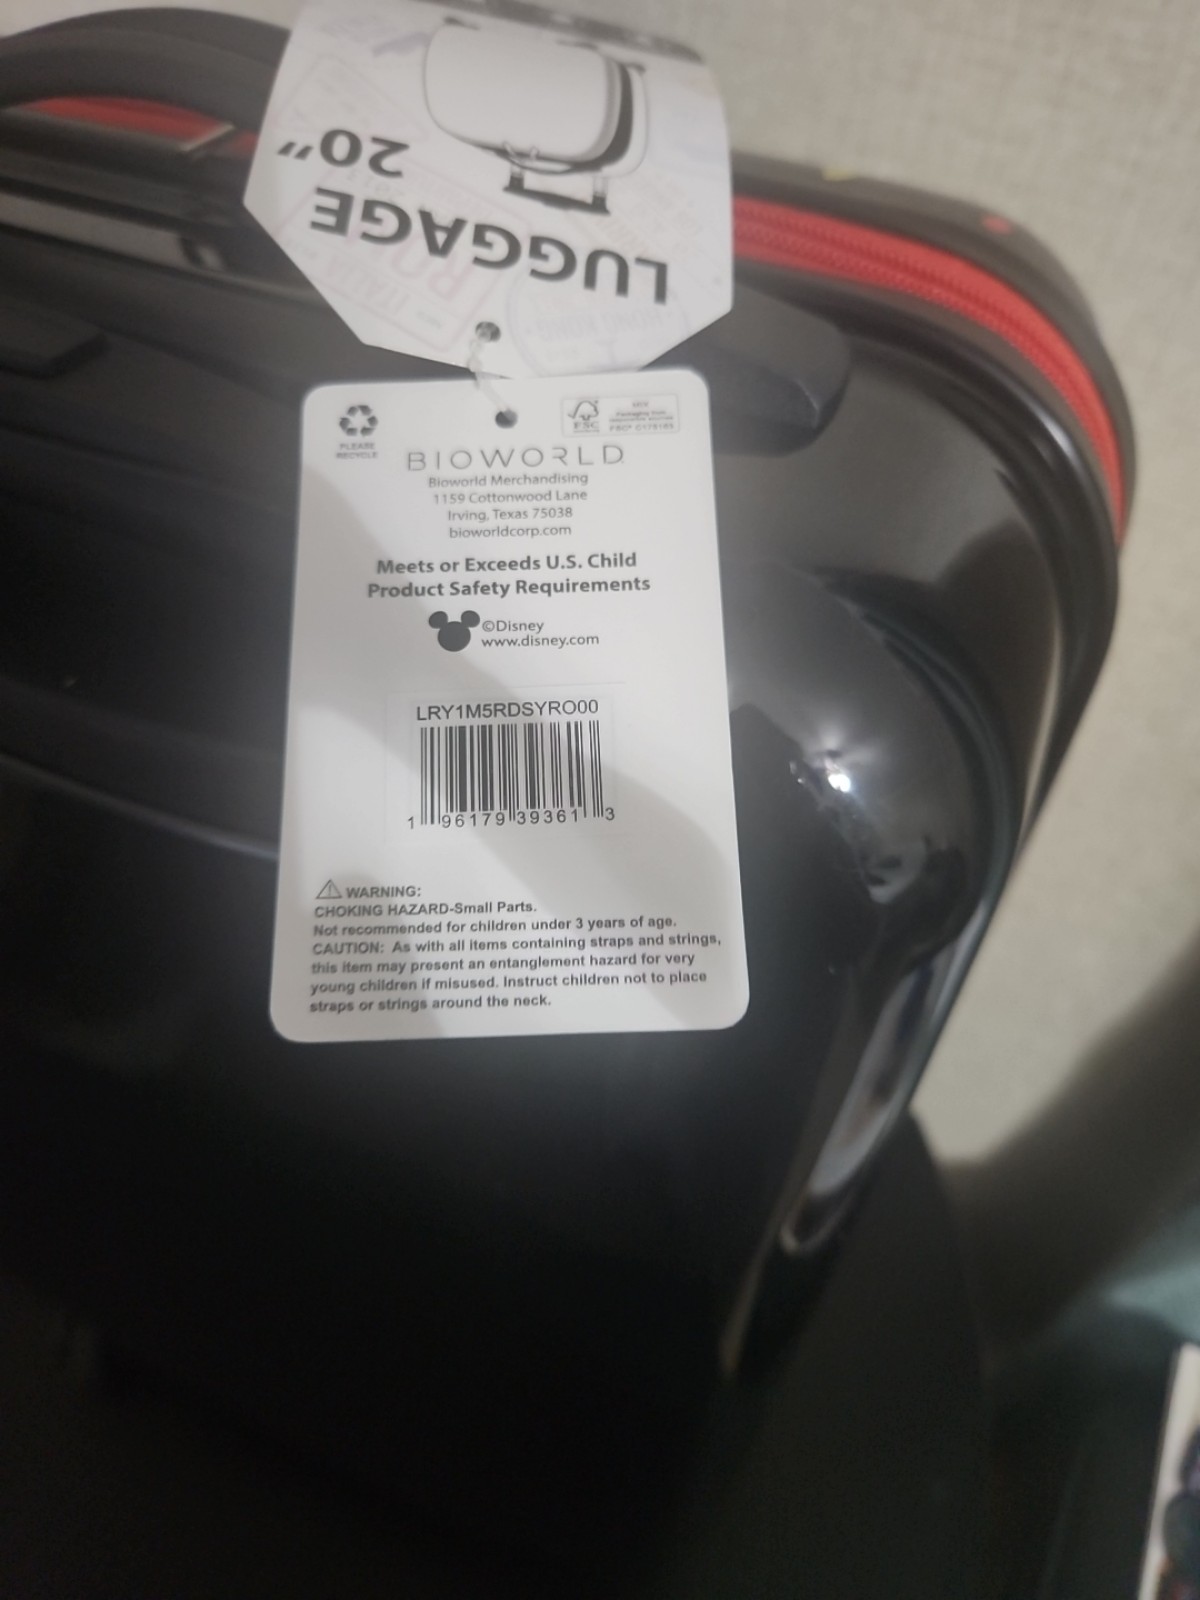 20"
LUGGAGE
PLEASE
RECYCLE
FSC
MIX
BIOWORLD
Bioworld Merchandising
1159 Cottonwood Lane
Irving, Texas 75038
bioworldcorp.com
Meets or Exceeds U.S. Child
Product Safety Requirements
©Disney
www.disney.com
LRY1M5RDSYRO00
1 96179 39361 3
WARNING:
CHOKING HAZARD-Small Parts.
Not recommended for children under 3 years of age.
CAUTION: As with all items containing straps and strings,
this item may present an entanglement hazard for very
young children if misused. Instruct children not to place
straps or strings around the neck.